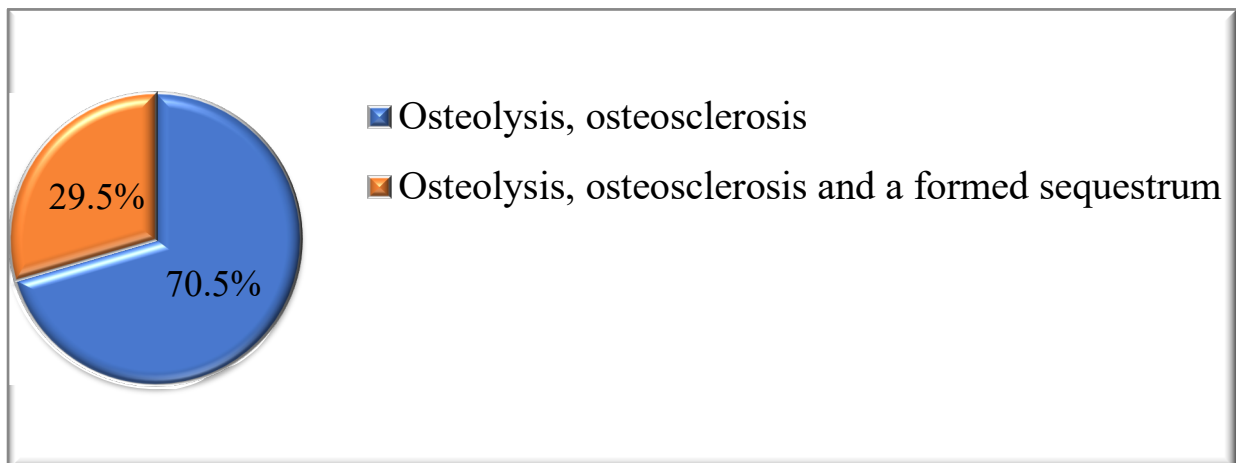 Osteolysis, osteosclerosis
Osteolysis, osteosclerosis and a formed sequestrum
29.5%
70.5%